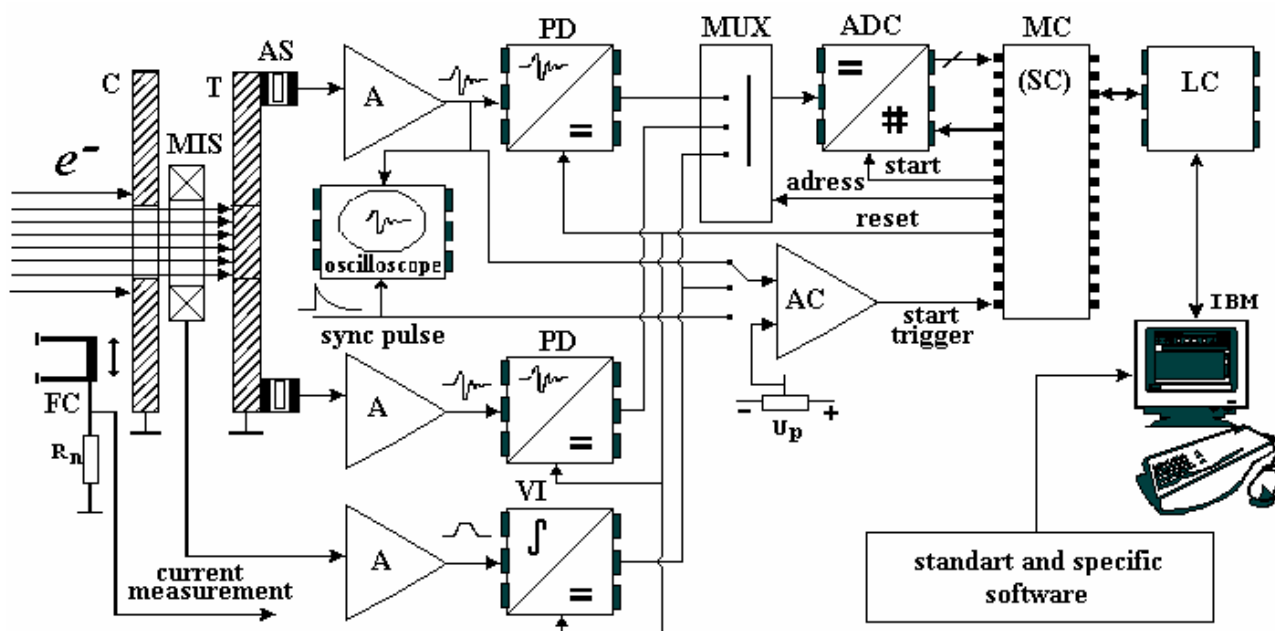 PD
MUX
ADC
MC
AS
C
T
A
=
(SC)
LC
MIS
=
#
e-
start
adress
reset
oscilloscope
AC
IBM
start
trigger
sync pulse
PD
FC
A
- +
=
Up
Rn
VI
A
∫
=
current
measurement
standart and specific
software